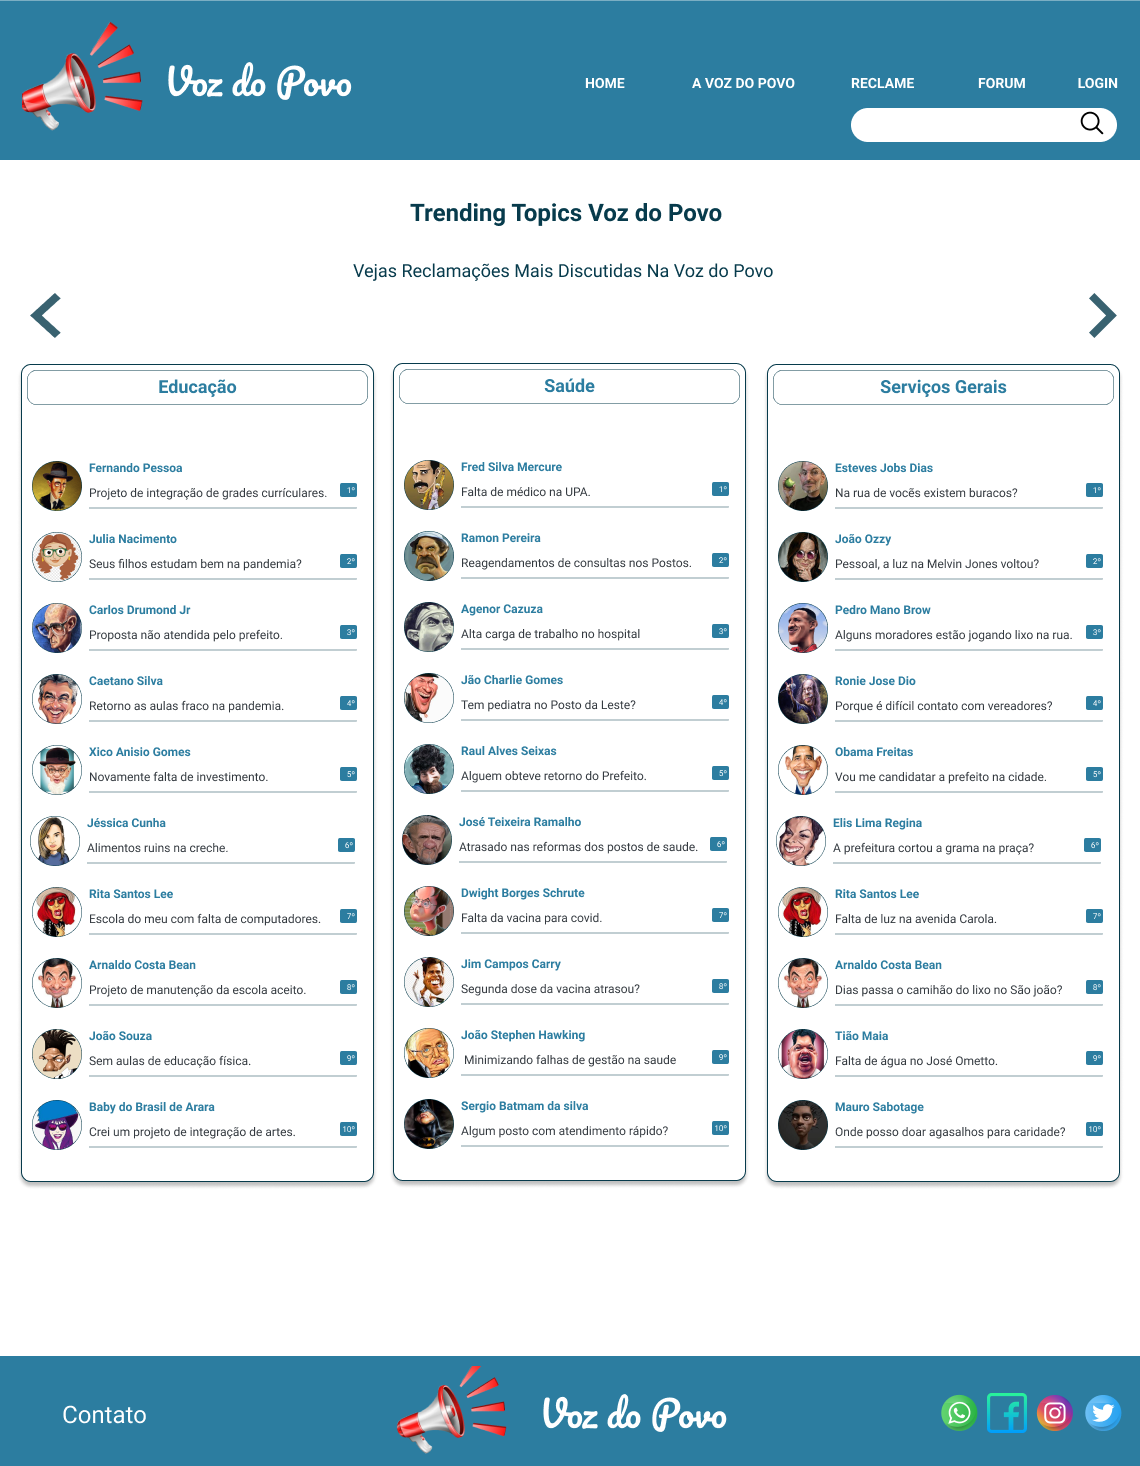 Voz do Povo
HOME A VOZ DO POVO RECLAME FORUM LOGIN
Trending Topics Voz do Povo
Vejas Reclamações Mais Discutidas Na Voz do Povo
Educação
Fernando Pessoa
Projeto de integração de grades currículares. 1º
Julia Nacimento
Seus filhos estudam bem na pandemia? 2º
Carlos Drumond Jr
Proposta não atendida pelo prefeito. 3º
Caetano Silva
Retorno as aulas fraco na pandemia. 4º
Xico Anisio Gomes
Novamente falta de investimento. 5º
Jéssica Cunha
Alimentos ruins na creche. 6º
Rita Santos Lee
Escola do meu com falta de computadores. 7º
Arnaldo Costa Bean
Projeto de manutenção da escola aceito. 8º
João Souza
Sem aulas de educação física. 9º
Baby do Brasil de Arara
Crei um projeto de integração de artes. 10º
Saúde
Fred Silva Mercure
Falta de médico na UPA. 1º
Ramon Pereira
Reagendamentos de consultas nos Postos. 2º
Agenor Cazuza
Alta carga de trabalho no hospital 3º
Jão Charlie Gomes
Tem pediatra no Posto da Leste? 4º
Raul Alves Seixas
Alguem obteve retorno do Prefeito. 5º
José Teixeira Ramalho
Atrasado nas reformas dos postos de saude. 6º
Dwight Borges Schrute
Falta da vacina para covid. 7º
Jim Campos Carry
Segunda dose da vacina atrasou? 8º
João Stephen Hawking
Minimizando falhas de gestão na saude 9º
Sergio Batmam da silva
Algum posto com atendimento rápido? 10º
Serviços Gerais
Esteves Jobs Dias
Na rua de vocês existem buracos? 1º
João Ozzy
Pessoal, a luz na Melvin Jones voltou? 2º
Pedro Mano Brow
Alguns moradores estão jogando lixo na rua. 3º
Ronie Jose Dio
Porque é difícil contato com vereadores? 4º
Obama Freitas
Vou me candidatar a prefeito na cidade. 5º
Elis Lima Regina
A prefeitura cortou a grama na praça? 6º
Rita Santos Lee
Falta de luz na avenida Carola. 7º
Arnaldo Costa Bean
Dias passa o camihão do lixo no São joão? 8º
Tião Maia
Falta de água no José Ometto. 9º
Mauro Sabotage
Onde posso doar agasalhos para caridade? 10º
Contato
Voz do Povo